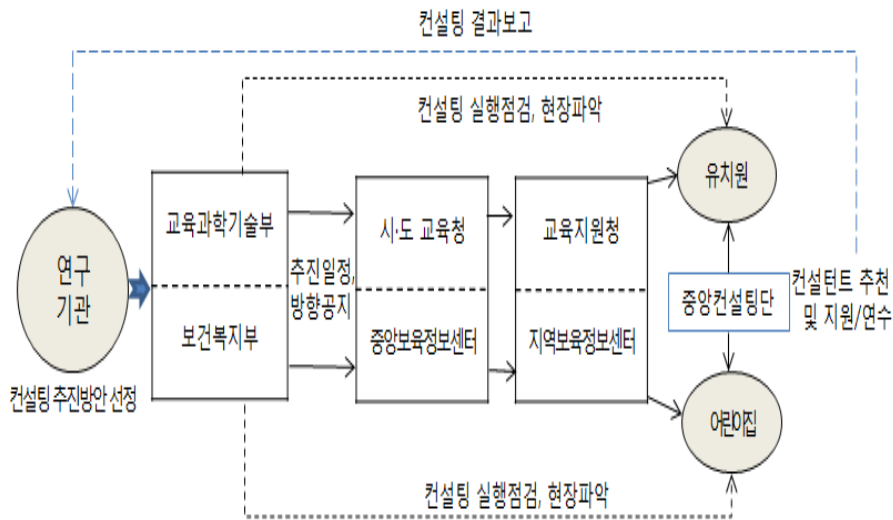 컨설팅 결과보고
컨설팅 실행점검, 현장파악
유치원
교육과학기술부
시·도 교육청
교육지원청
연구
기관
추진일정,
방향공지
중앙컨설팅단
컨설턴트 추천
및 지원/연수
보건복지부
중앙보육정보센터
지역보육정보센터
컨설팅 추진방안 선정
어린이집
컨설팅 실행점검, 현장파악